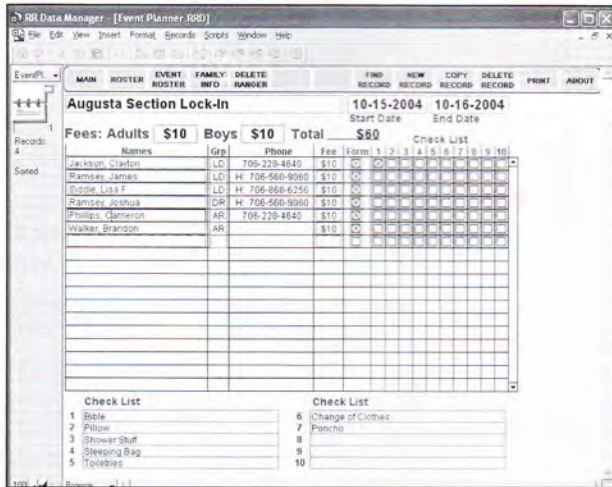 RR Data Manager - [Event Planner.RRD]
File Edit View Insert Format Records Scripts Window Help
EventPl...
MAIN ROSTER EVENT ROSTER FAMILY INFO DELETE RANGER FIND RECORD NEW RECORD COPY RECORD DELETE RECORD PRINT ABOUT
Augusta Section Lock-In 10-15-2004 10-16-2004
Start Date End Date
Fees: Adults $10 Boys $10 Total $60 Check List
1
Records:
4
Sorted
Names Grp Phone Fee Form 1 2 3 4 5 6 7 8 9 10
Jackson, Clayton LD 706-228-4640 $10
Ramsey, James LD H: 706-560-9060 $10
Lisa F LD H: 706-868-6256 $10
Ramsey, Joshua DR H: 706-560-9060 $10
Phillips, Cameron AR 706-228-4640 $10
Walker, Brandon AR $10
Check List Check List
1 Bible 6 Change of Clothes
2 Pillow 7 Poncho
3 Shower Stuff 8
4 Sleeping Bag 9
5 Toiletries 10
100 Browse